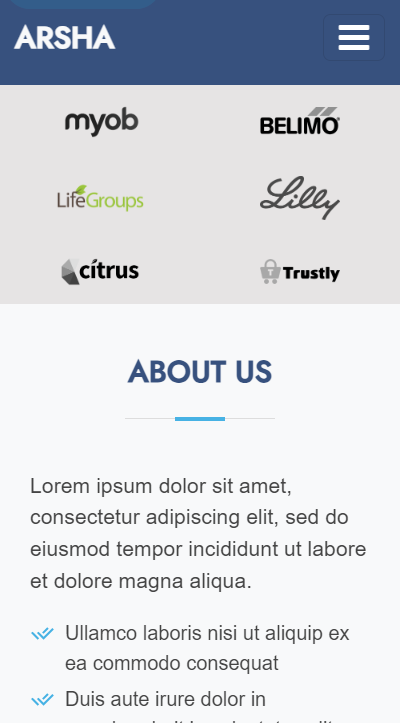 ARSHA
myob
BELIMO
LifeGroups
Lilly
citrus
Trustly
ABOUT US
Lorem ipsum dolor sit amet,
consectetur adipiscing elit, sed do
eiusmod tempor incididunt ut labore
et dolore magna aliqua.
Ullamco laboris nisi ut aliquip ex
ea commodo consequat
Duis aute irure dolor in